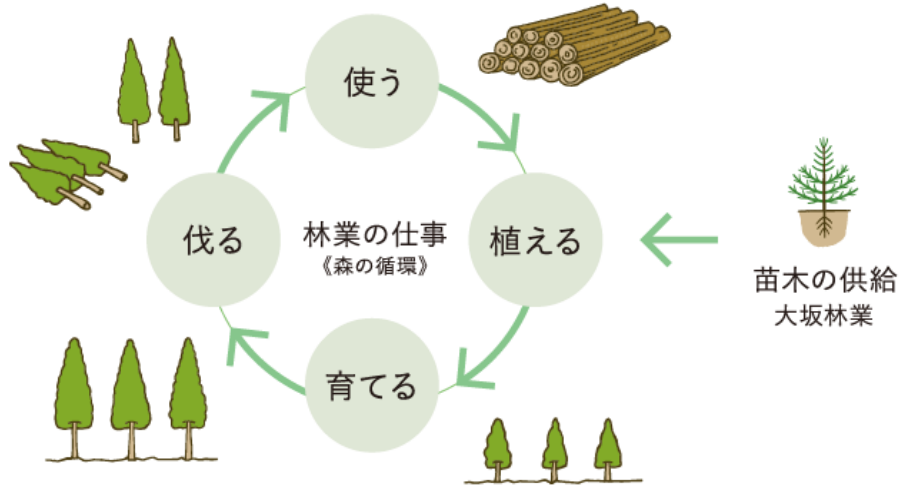 使う
伐る
林業の仕事
《森の循環》
植える
育てる
苗木の供給
大坂林業